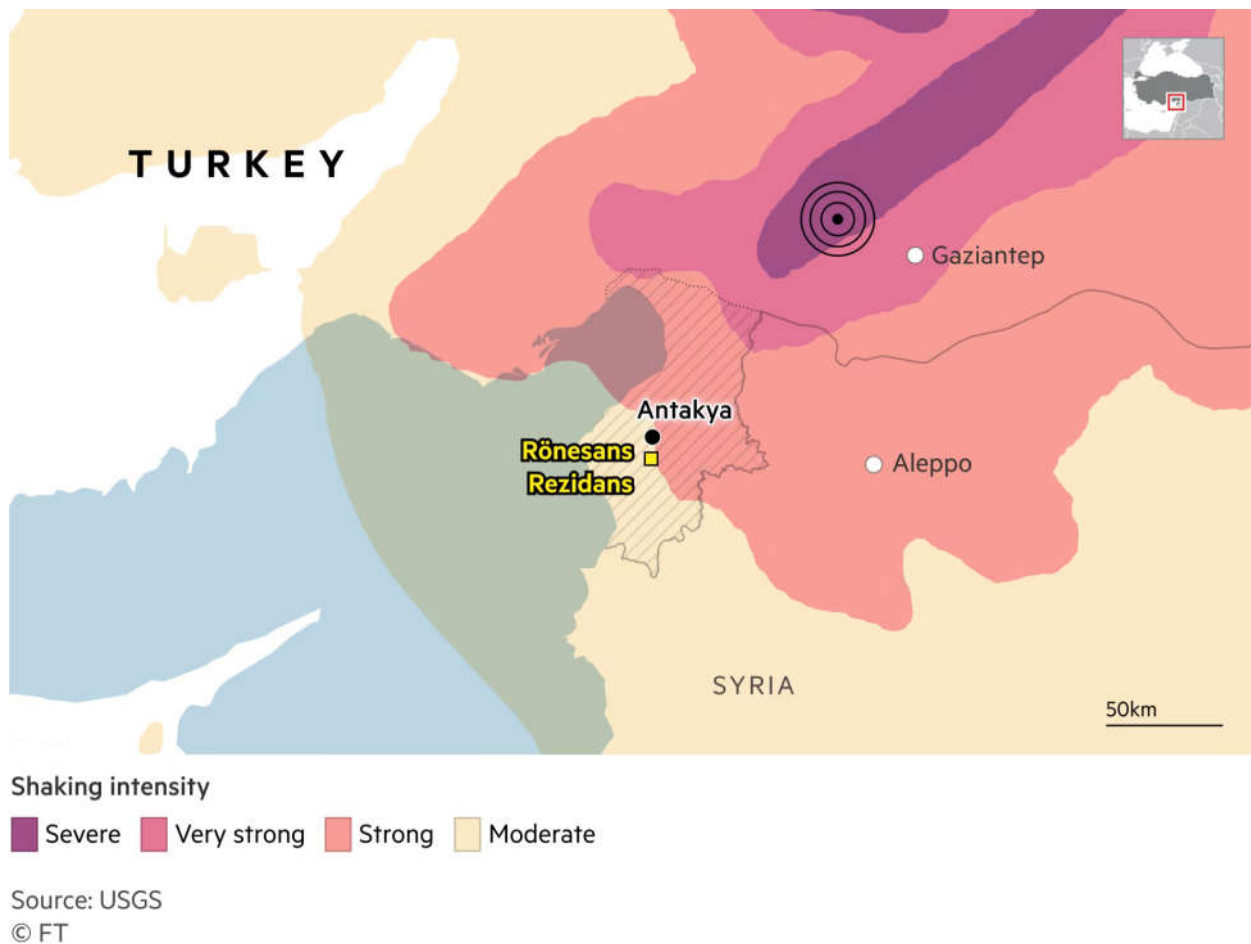 TURKEY
Gaziantep
Antakya
Rönesans
Rezidans
Aleppo
SYRIA
50km
Shaking intensity
Severe
Very strong
Strong
Moderate
Source: USGS
© FT